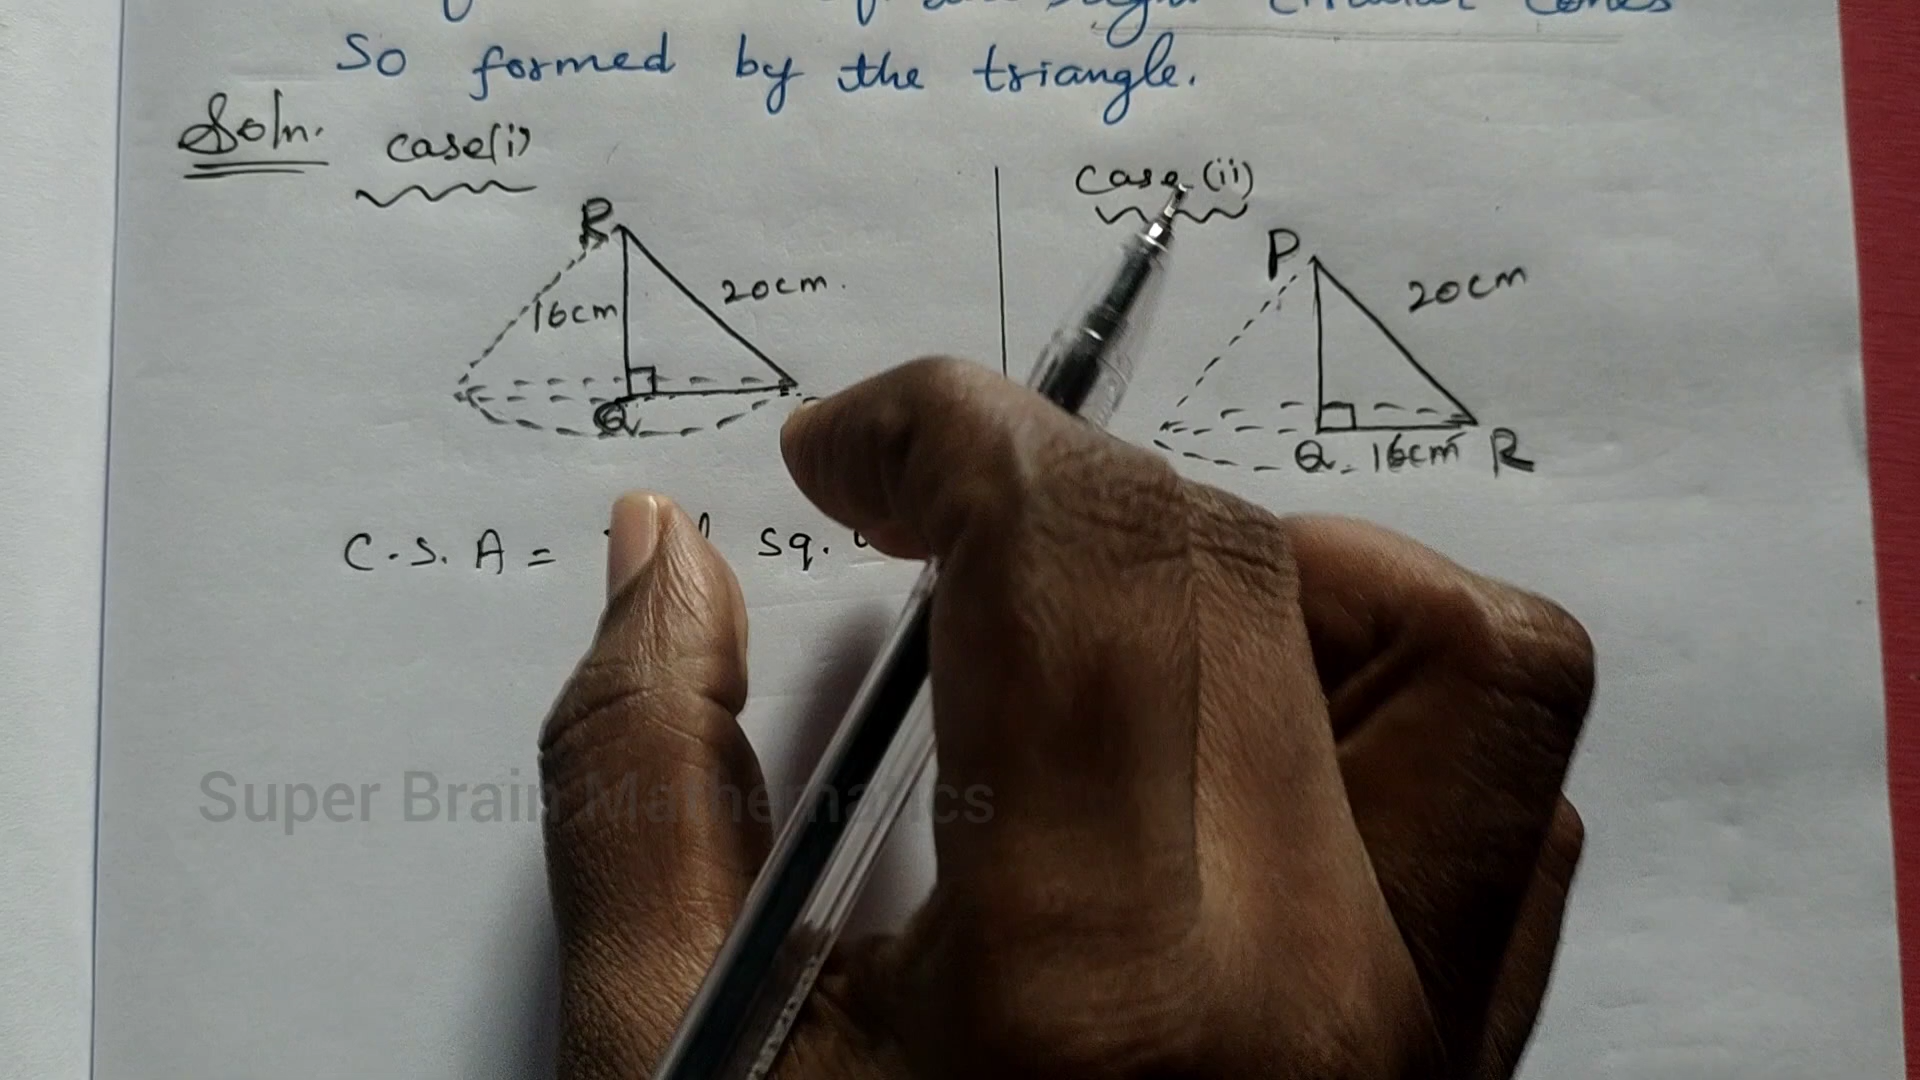 So formed by the triangle.
Soln. case(i)
case (ii)
R
P
16cm
20cm.
20cm
Q
Q. 16cm R
C.S.A = sq.
Super Brain Mathematics